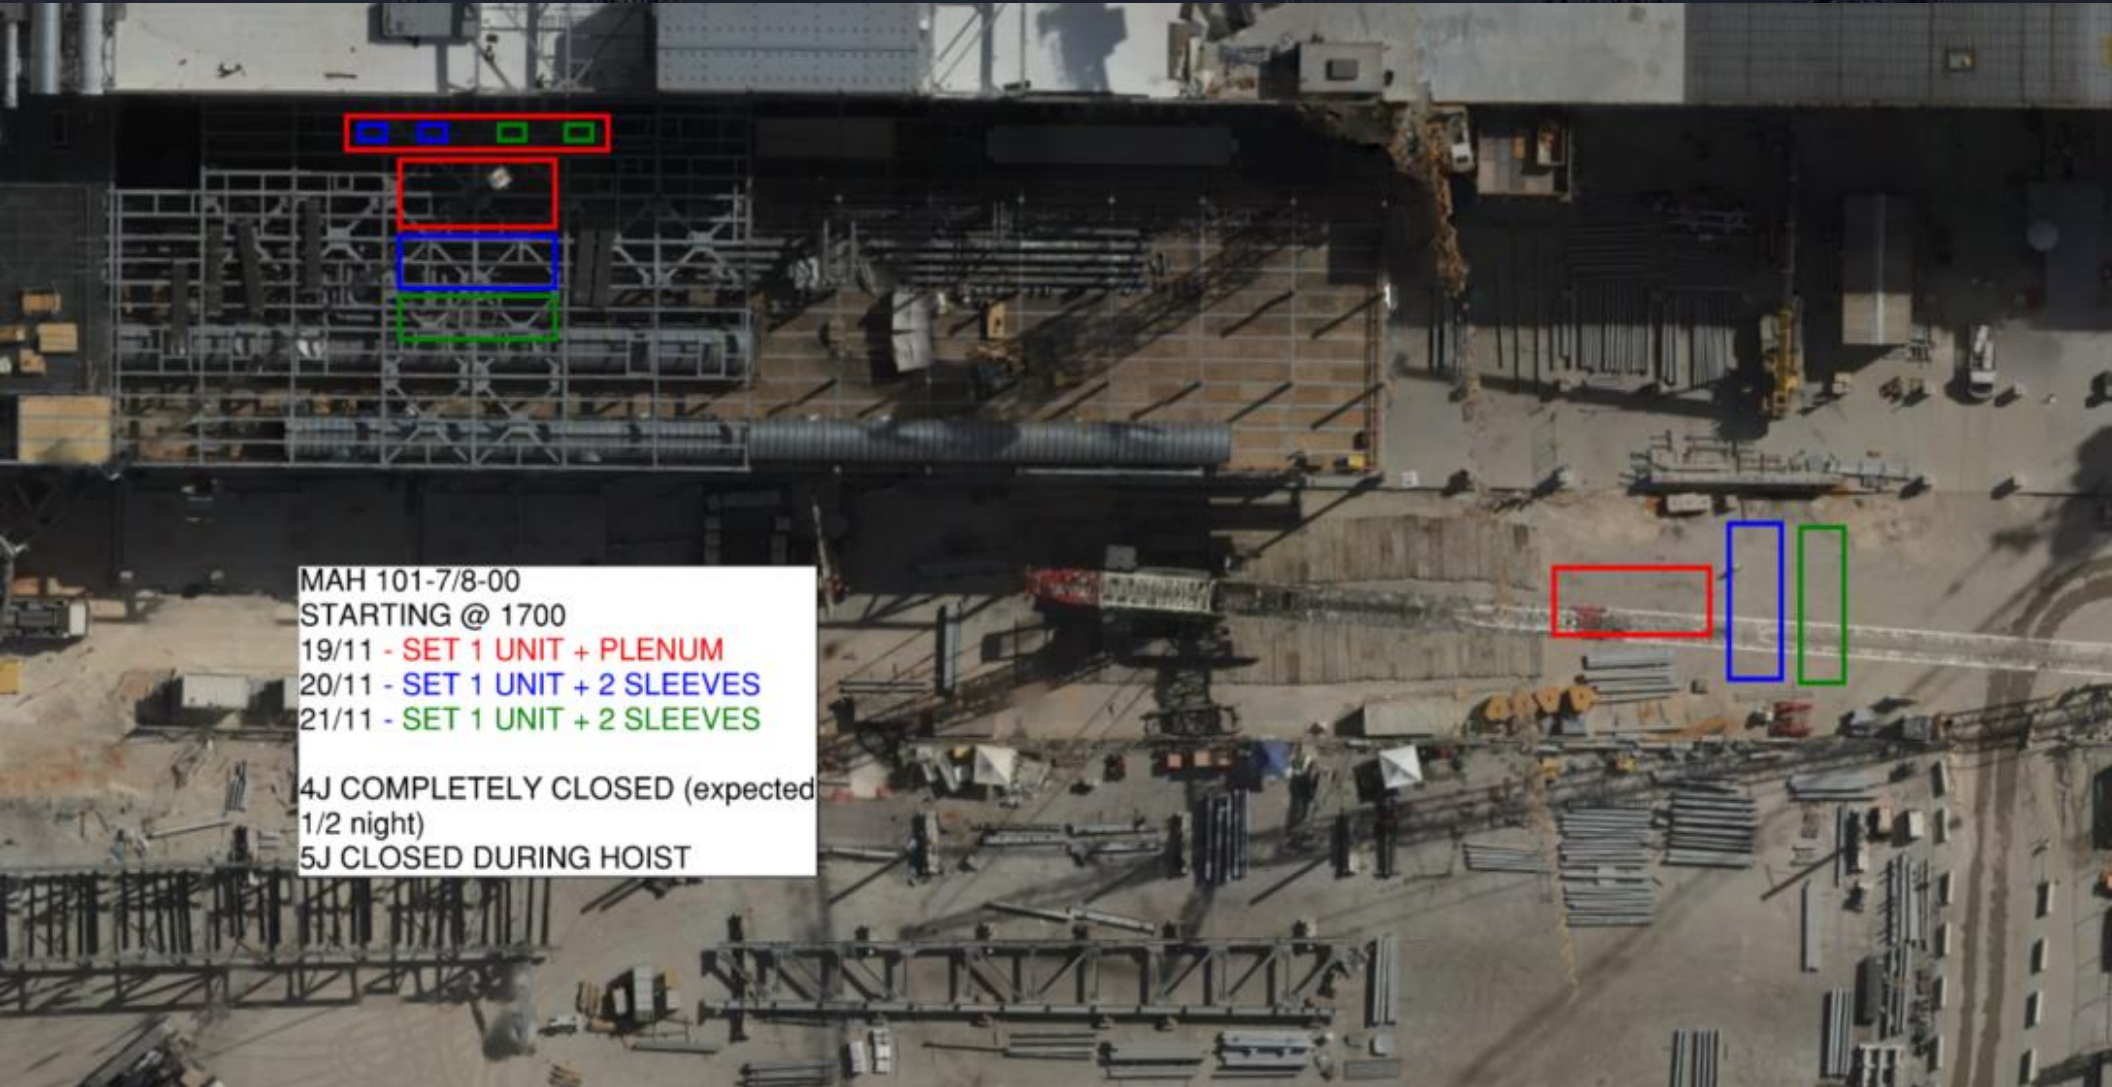 MAH 101-7/8-00
STARTING @ 1700
19/11 - SET 1 UNIT + PLENUM
20/11 - SET 1 UNIT + 2 SLEEVES
21/11 - SET 1 UNIT + 2 SLEEVES
4J COMPLETELY CLOSED (expected
1/2 night)
5J CLOSED DURING HOIST